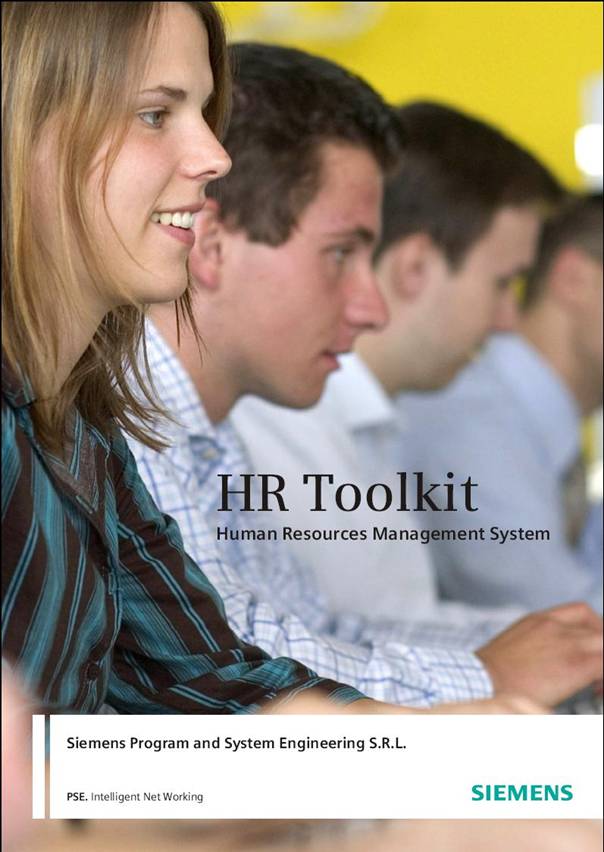 HR Toolkit
Human Resources Management System
Siemens Program and System Engineering S.R.L.
PSE. Intelligent Net Working
SIEMENS